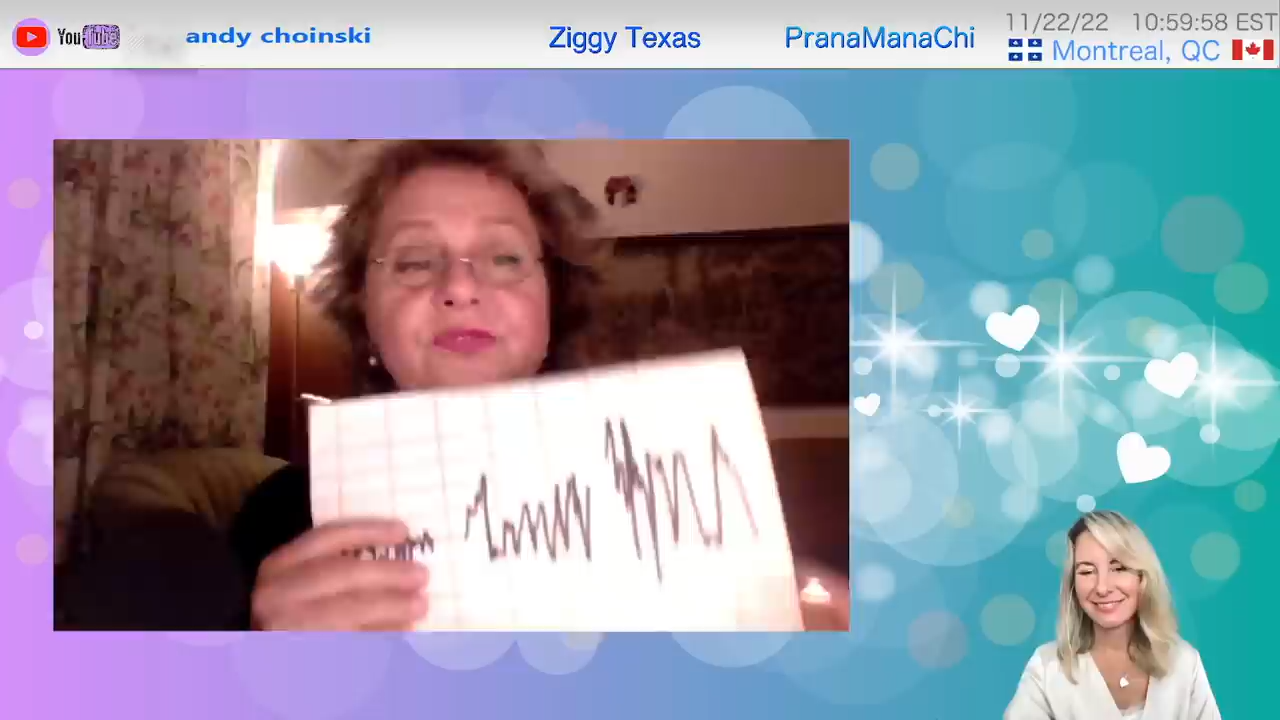 YouTube andy choinski Ziggy Texas PranaManaChi 11/22/22 10:59:58 EST
Montreal, QC